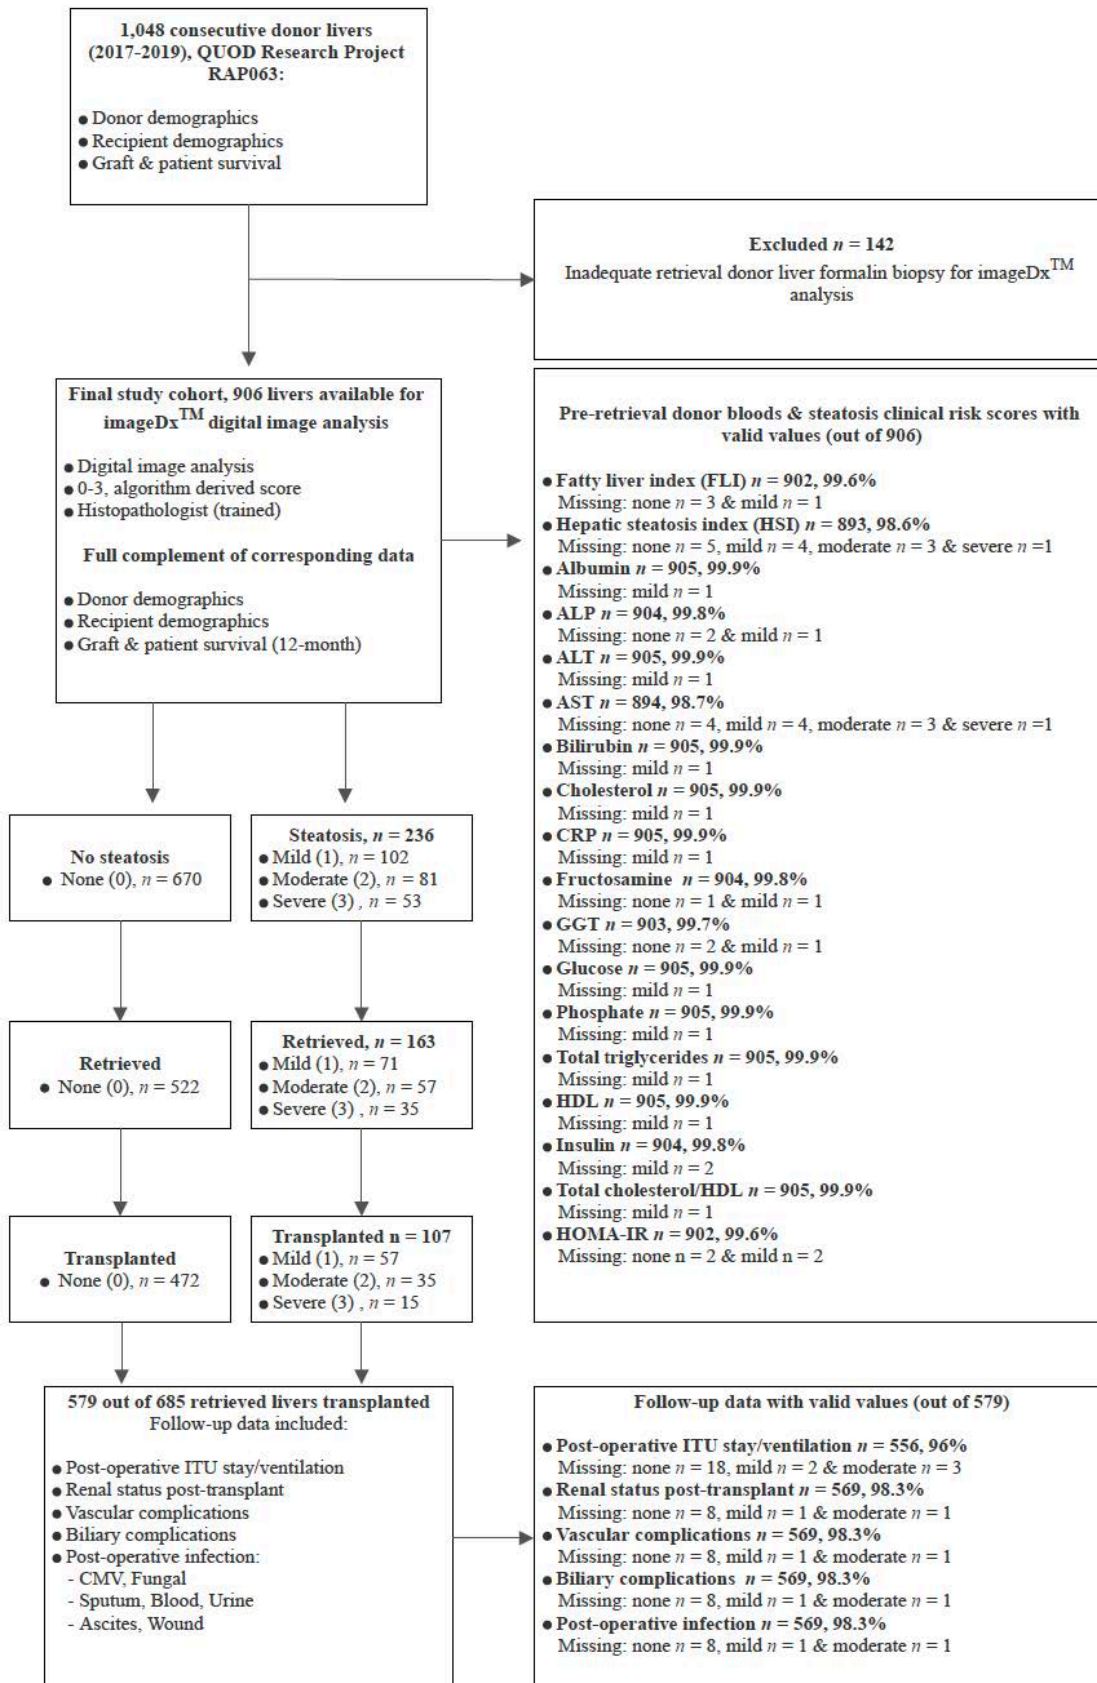 1,048 consecutive donor livers
(2017-2019), QUOD Research Project
RAP063:
● Donor demographics
● Recipient demographics
● Graft & patient survival
Excluded n = 142
Inadequate retrieval donor liver formalin biopsy for imageDx™
analysis
Final study cohort, 906 livers available for
imageDx™ digital image analysis
● Digital image analysis
● 0-3, algorithm derived score
● Histopathologist (trained)
Full complement of corresponding data
● Donor demographics
● Recipient demographics
● Graft & patient survival (12-month)
Pre-retrieval donor bloods & steatosis clinical risk scores with
valid values (out of 906)
● Fatty liver index (FLI) n = 902, 99.6%
Missing: none n = 3 & mild n = 1
● Hepatic steatosis index (HSI) n = 893, 98.6%
Missing: none n = 5, mild n = 4, moderate n = 3 & severe n =1
● Albumin n = 905, 99.9%
Missing: mild n = 1
● ALP n = 904, 99.8%
Missing: none n = 2 & mild n = 1
● ALT n = 905, 99.9%
Missing: mild n = 1
● AST n = 894, 98.7%
Missing: none n = 4, mild n = 4, moderate n = 3 & severe n =1
● Bilirubin n = 905, 99.9%
Missing: mild n = 1
● Cholesterol n = 905, 99.9%
Missing: mild n = 1
● CRP n = 905, 99.9%
Missing: mild n = 1
● Fructosamine n = 904, 99.8%
Missing: none n = 1 & mild n = 1
● GGT n = 903, 99.7%
Missing: none n = 2 & mild n = 1
● Glucose n = 905, 99.9%
Missing: mild n = 1
● Phosphate n = 905, 99.9%
Missing: mild n = 1
● Total triglycerides n = 905, 99.9%
Missing: mild n = 1
● HDL n = 905, 99.9%
Missing: mild n = 1
● Insulin n = 904, 99.8%
Missing: mild n = 2
● Total cholesterol/HDL n = 905, 99.9%
Missing: mild n = 1
● HOMA-IR n = 902, 99.6%
Missing: none n = 2 & mild n = 2
No steatosis
● None (0), n = 670
Steatosis, n = 236
● Mild (1), n = 102
● Moderate (2), n = 81
● Severe (3) , n = 53
Retrieved
● None (0), n = 522
Retrieved, n = 163
● Mild (1), n = 71
● Moderate (2), n = 57
● Severe (3) , n = 35
Transplanted
● None (0), n = 472
Transplanted n = 107
● Mild (1), n = 57
● Moderate (2), n = 35
● Severe (3) , n = 15
579 out of 685 retrieved livers transplanted
Follow-up data included:
● Post-operative ITU stay/ventilation
● Renal status post-transplant
● Vascular complications
● Biliary complications
● Post-operative infection:
- CMV, Fungal
- Sputum, Blood, Urine
- Ascites, Wound
Follow-up data with valid values (out of 579)
● Post-operative ITU stay/ventilation n = 556, 96%
Missing: none n = 18, mild n = 2 & moderate n = 3
● Renal status post-transplant n = 569, 98.3%
Missing: none n = 8, mild n = 1 & moderate n = 1
● Vascular complications n = 569, 98.3%
Missing: none n = 8, mild n = 1 & moderate n = 1
● Biliary complications n = 569, 98.3%
Missing: none n = 8, mild n = 1 & moderate n = 1
● Post-operative infection n = 569, 98.3%
Missing: none n = 8, mild n = 1 & moderate n = 1